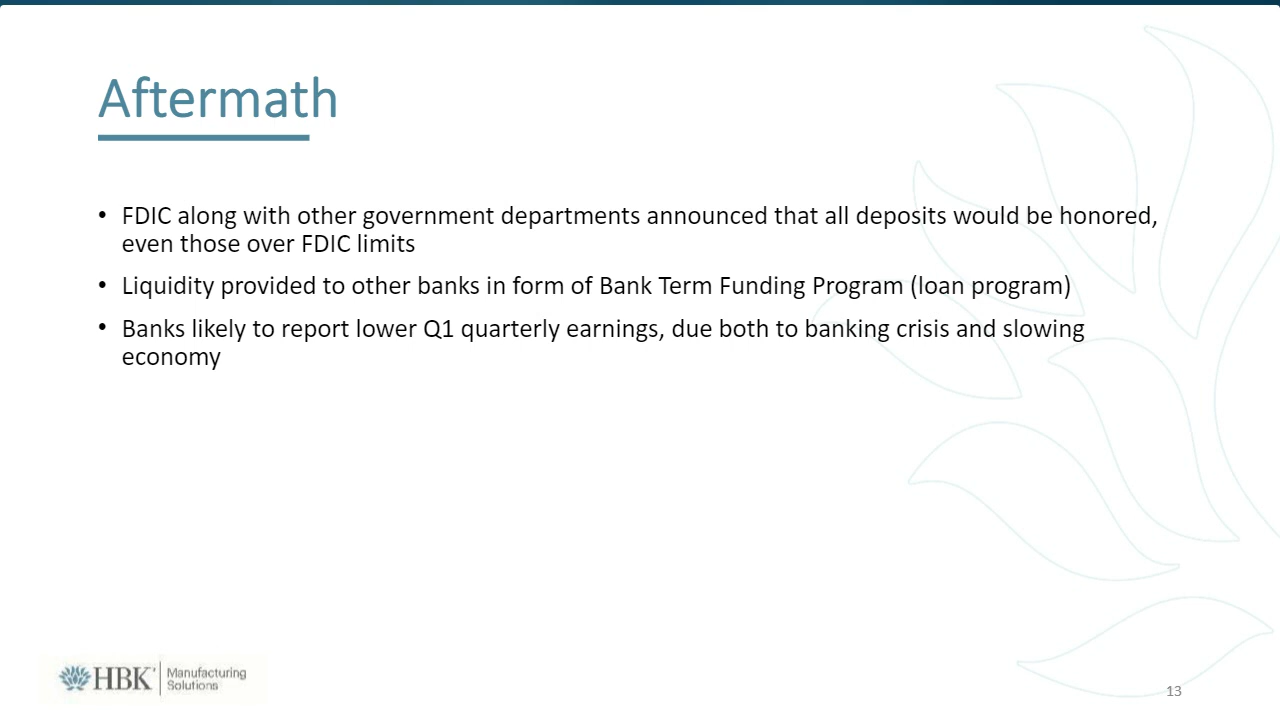 Aftermath
• FDIC along with other government departments announced that all deposits would be honored,
even those over FDIC limits
• Liquidity provided to other banks in form of Bank Term Funding Program (loan program)
• Banks likely to report lower Q1 quarterly earnings, due both to banking crisis and slowing
economy
HBK Manufacturing
Solutions
13